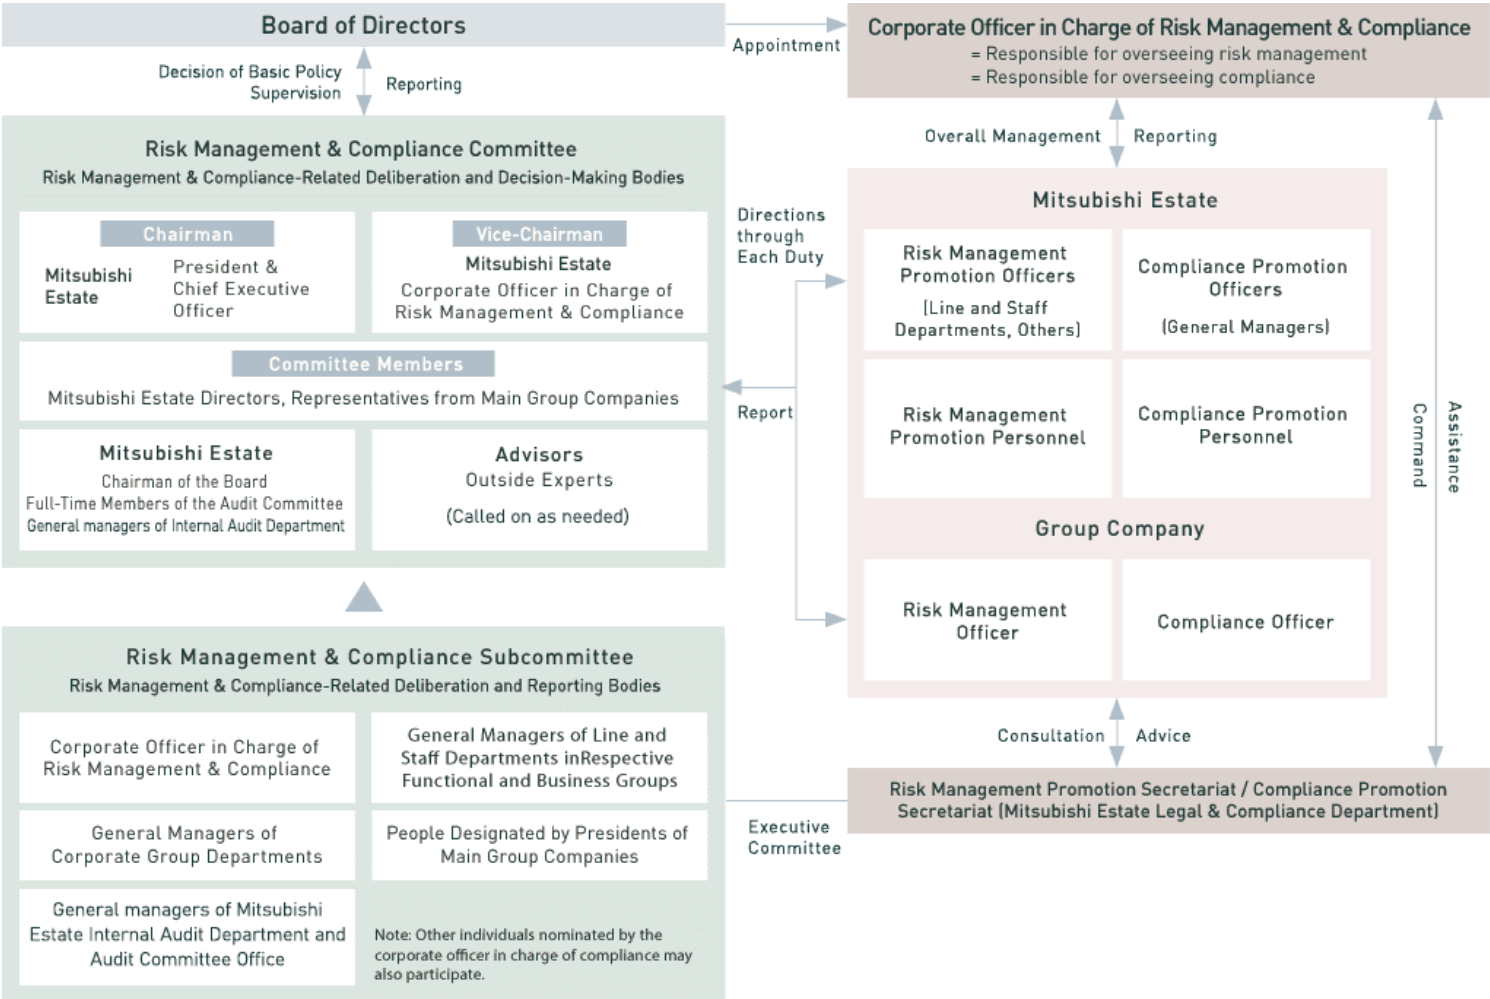 Board of Directors
Appointment
Corporate Officer in Charge of Risk Management & Compliance
= Responsible for overseeing risk management
= Responsible for overseeing compliance
Decision of Basic Policy
Supervision
Reporting
Overall Management
Reporting
Risk Management & Compliance Committee
Risk Management & Compliance-Related Deliberation and Decision-Making Bodies
Chairman
Mitsubishi
Estate
President &
Chief Executive
Officer
Vice-Chairman
Mitsubishi Estate
Corporate Officer in Charge of
Risk Management & Compliance
Committee Members
Mitsubishi Estate Directors, Representatives from Main Group Companies
Mitsubishi Estate
Chairman of the Board
Full-Time Members of the Audit Committee
General managers of Internal Audit Department
Advisors
Outside Experts
(Called on as needed)
Directions
through
Each Duty
Report
Mitsubishi Estate
Risk Management
Promotion Officers
(Line and Staff
Departments, Others)
Compliance Promotion
Officers
(General Managers)
Risk Management
Promotion Personnel
Compliance Promotion
Personnel
Group Company
Risk Management
Officer
Compliance Officer
Command
Assistance
Risk Management & Compliance Subcommittee
Risk Management & Compliance-Related Deliberation and Reporting Bodies
Corporate Officer in Charge of
Risk Management & Compliance
General Managers of Line and
Staff Departments inRespective
Functional and Business Groups
General Managers of
Corporate Group Departments
People Designated by Presidents of
Main Group Companies
General managers of Mitsubishi
Estate Internal Audit Department and
Audit Committee Office
Note: Other individuals nominated by the
corporate officer in charge of compliance may
also participate.
Executive
Committee
Consultation
Advice
Risk Management Promotion Secretariat / Compliance Promotion
Secretariat (Mitsubishi Estate Legal & Compliance Department)